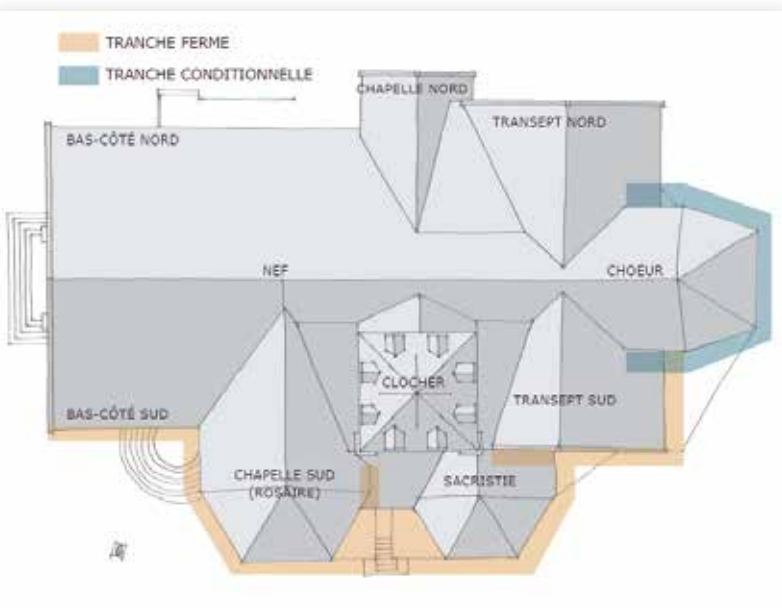 TRANCHE FERME
TRANCHE CONDITIONNELLE
CHAPELLE NORD
TRANSEPT NORD
BAS-CÔTÉ NORD
NEF
CHOEUR
CLOCHER
TRANSEPT SUD
BAS-CÔTÉ SUD
CHAPELLE SUD
(ROSAIRE)
SACRISTIE